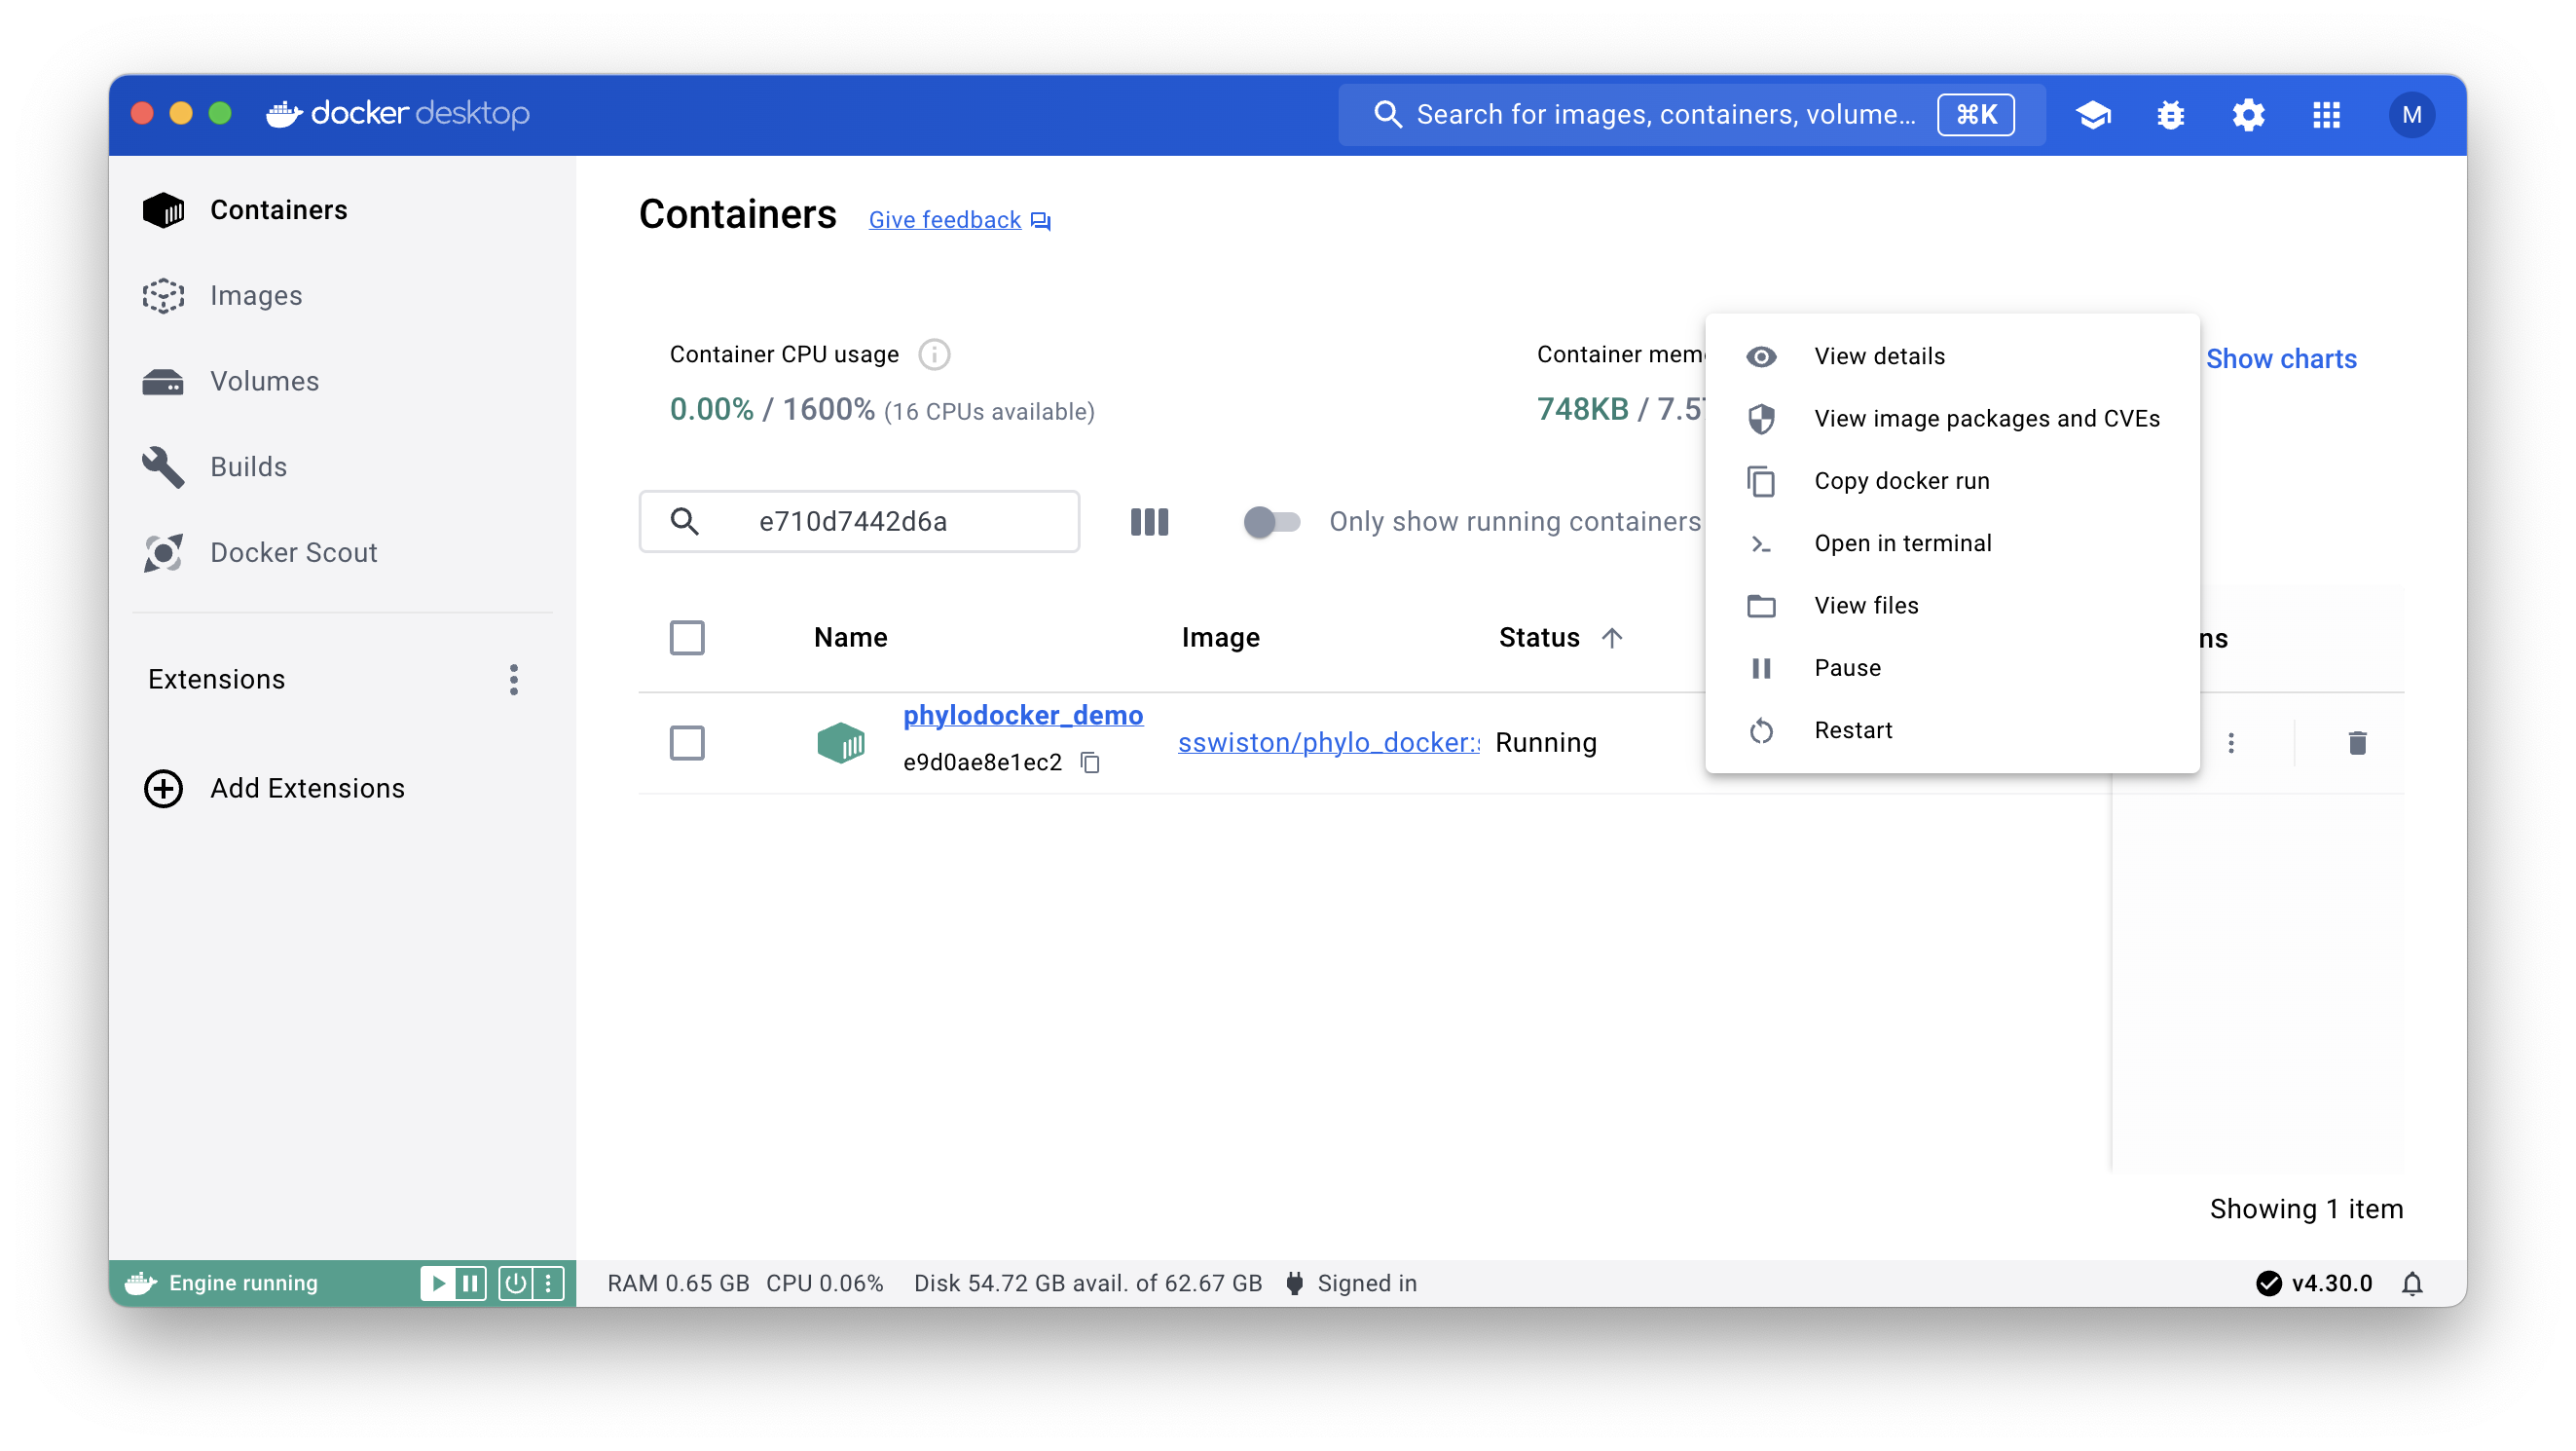 docker desktop
Search for images, containers, volume... ⌘K
M
Containers
Images
Volumes
Builds
Docker Scout
Extensions
Add Extensions
Containers
Give feedback
Container CPU usage
0.00% / 1600% (16 CPUs available)
Container mem
748KB / 7.5
Show charts
e710d7442d6a
Only show running containers
View details
View image packages and CVEs
Copy docker run
Open in terminal
View files
Pause
Restart
Name Image Status ns
phylodocker_demo
e9d0ae8e1ec2
sswiston/phylo_docker:
Running
Showing 1 item
Engine running
RAM 0.65 GB CPU 0.06% Disk 54.72 GB avail. of 62.67 GB Signed in
v4.30.0